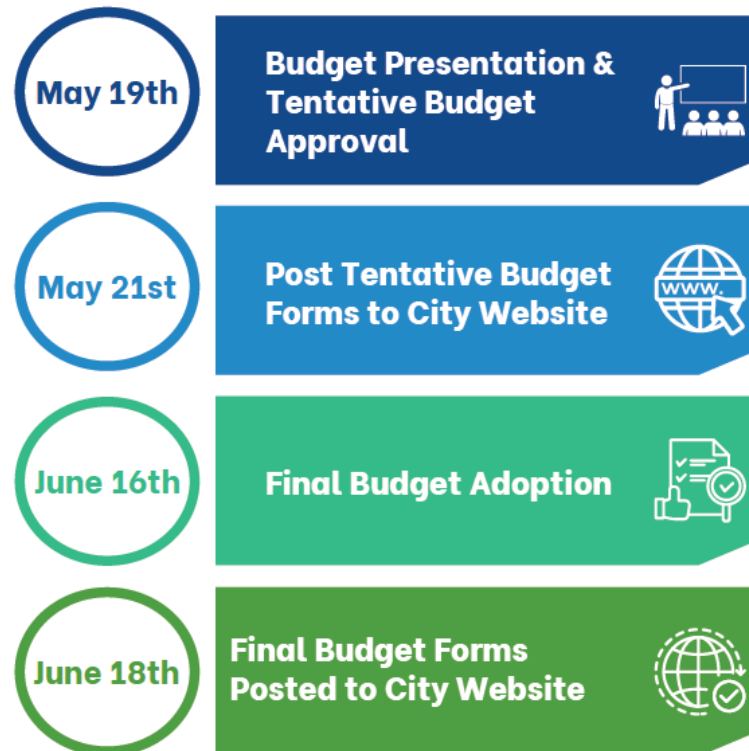 May 19th
Budget Presentation &
Tentative Budget
Approval
May 21st
Post Tentative Budget
Forms to City Website
www.
June 16th
Final Budget Adoption
June 18th
Final Budget Forms
Posted to City Website